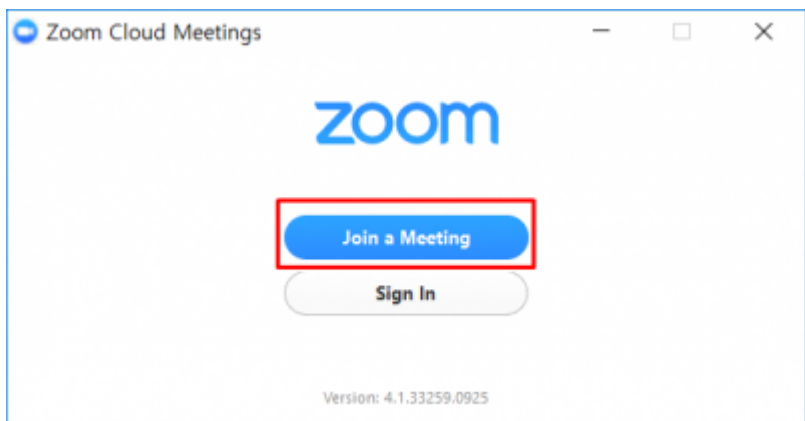 Zoom Cloud Meetings
zoom
Join a Meeting
Sign In
Version: 4.1.33259.0925